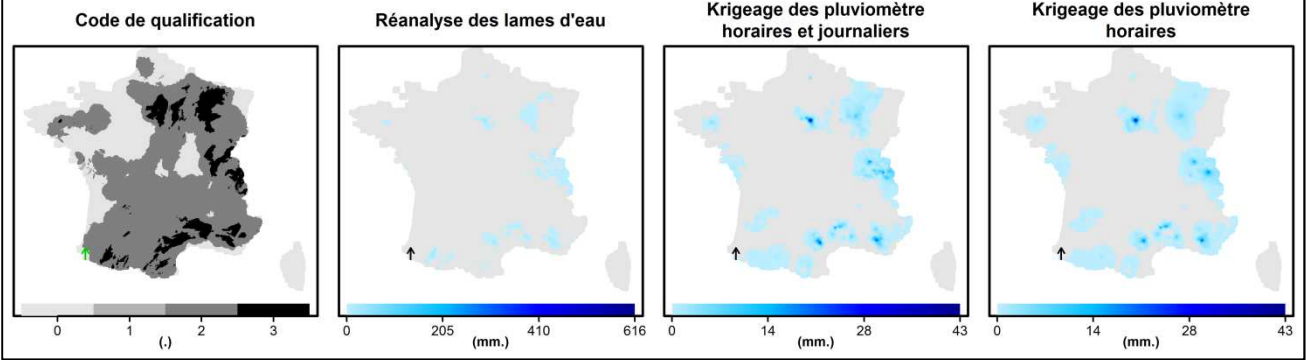 Code de qualification
Réanalyse des lames d'eau
Krigeage des pluviomètre
horaires et journaliers
Krigeage des pluviomètre
horaires
0 1 2 3
(.)
0 205 410 616
(mm.)
0 14 28 43
(mm.)
0 14 28 43
(mm.)